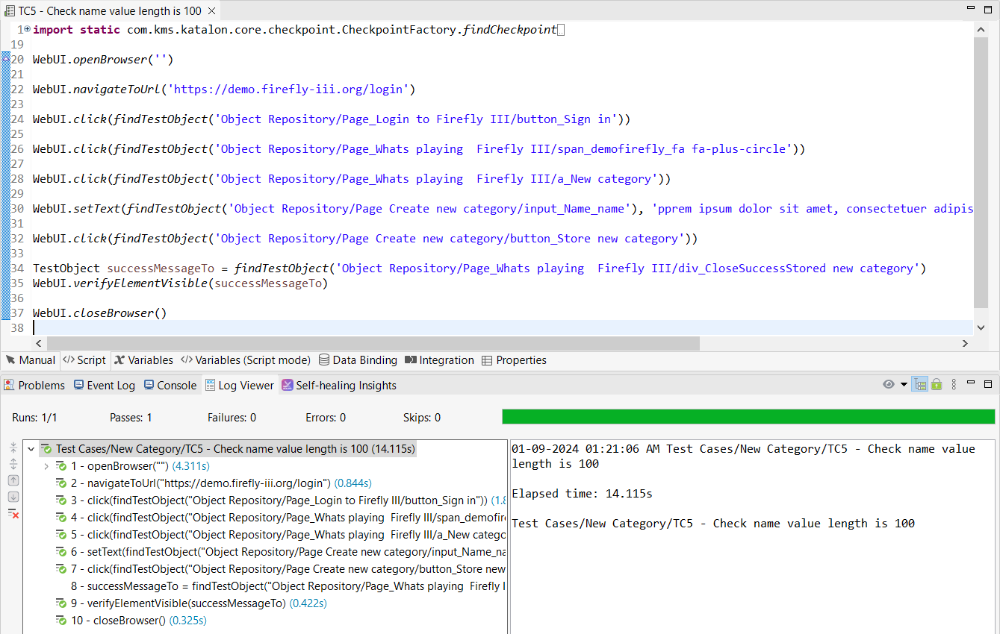 TC5 - Check name value length is 100
1 import static com.kms.katalon.core.checkpoint.CheckpointFactory.findCheckpoint
19
20 WebUI.openBrowser('')
21
22 WebUI.navigateToUrl('https://demo.firefly-iii.org/login')
23
24 WebUI.click(findTestObject('Object Repository/Page_Login to Firefly III/button_Sign in'))
25
26 WebUI.click(findTestObject('Object Repository/Page_Whats playing  Firefly III/span_demofirefly_fa fa-plus-circle'))
27
28 WebUI.click(findTestObject('Object Repository/Page_Whats playing  Firefly III/a_New category'))
29
30 WebUI.setText(findTestObject('Object Repository/Page Create new category/input_Name_name'), 'pprem ipsum dolor sit amet, consectetuer adipis
31
32 WebUI.click(findTestObject('Object Repository/Page Create new category/button_Store new category'))
33
34 TestObject successMessageTo = findTestObject('Object Repository/Page_Whats playing  Firefly III/div_CloseSuccessStored new category')
35 WebUI.verifyElementVisible(successMessageTo)
36
37 WebUI.closeBrowser()
38
Manual </> Script Variables </> Variables (Script mode) Data Binding Integration Properties
Problems Event Log Console Log Viewer Self-healing Insights
Runs: 1/1 Passes: 1 Failures: 0 Errors: 0 Skips: 0
Test Cases/New Category/TC5 - Check name value length is 100 (14.115s)
1 - openBrowser("") (4.311s)
2 - navigateToUrl("https://demo.firefly-iii.org/login") (0.844s)
3 - click(findTestObject("Object Repository/Page_Login to Firefly III/button_Sign in")) (1.8
4 - click(findTestObject("Object Repository/Page_Whats playing  Firefly III/span_demofire
5 - click(findTestObject("Object Repository/Page_Whats playing  Firefly III/a_New catego
6 - setText(findTestObject("Object Repository/Page Create new category/input_Name_na
7 - click(findTestObject("Object Repository/Page Create new category/button_Store new
8 - successMessageTo = findTestObject("Object Repository/Page_Whats playing  Firefly I
9 - verifyElementVisible(successMessageTo) (0.422s)
10 - closeBrowser() (0.325s)
01-09-2024 01:21:06 AM Test Cases/New Category/TC5 - Check name value
length is 100
Elapsed time: 14.115s
Test Cases/New Category/TC5 - Check name value length is 100